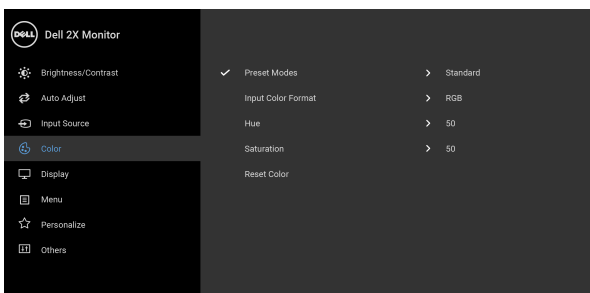 DELL Dell 2X Monitor
Brightness/Contrast
Auto Adjust
Input Source
Color
Display
Menu
Personalize
Others
Preset Modes Standard
Input Color Format RGB
Hue 50
Saturation 50
Reset Color